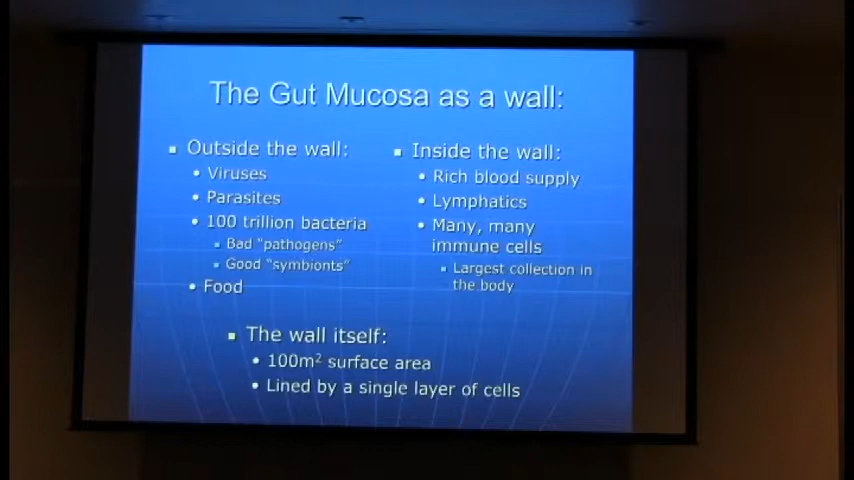 The Gut Mucosa as a wall:
Outside the wall:
Viruses
Parasites
100 trillion bacteria
Bad “pathogens”
Good “symbionts”
Food
Inside the wall:
Rich blood supply
Lymphatics
Many, many
immune cells
Largest collection in
the body
The wall itself:
100m² surface area
Lined by a single layer of cells